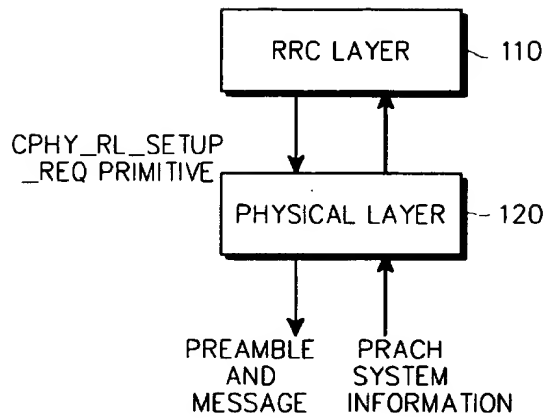 RRC LAYER
110
CPHY_RL_SETUP
_REQ PRIMITIVE
PHYSICAL LAYER
120
PREAMBLE
AND
MESSAGE
PRACH
SYSTEM
INFORMATION